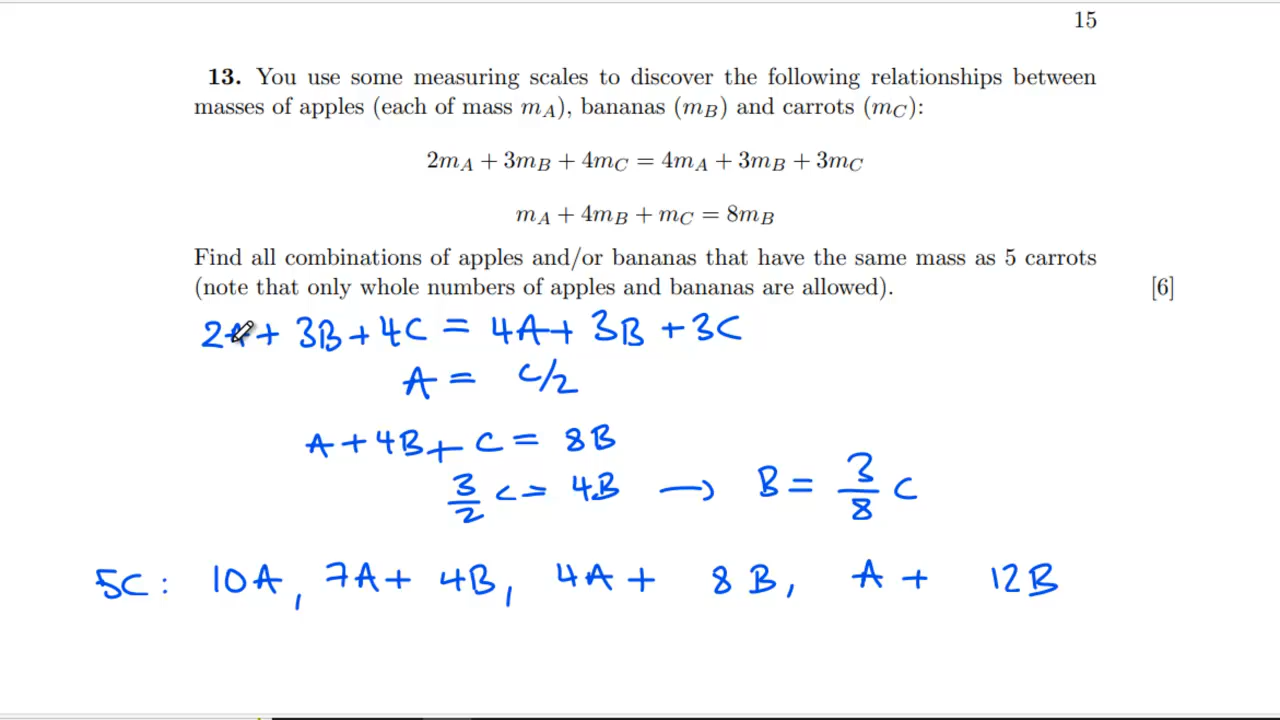 15
13. You use some measuring scales to discover the following relationships between
masses of apples (each of mass m_A), bananas (m_B) and carrots (m_C):
2m_A + 3m_B + 4m_C = 4m_A + 3m_B + 3m_C
m_A + 4m_B + m_C = 8m_B
Find all combinations of apples and/or bananas that have the same mass as 5 carrots
(note that only whole numbers of apples and bananas are allowed). [6]
2A + 3B + 4C = 4A + 3B + 3C
A = C/2
A + 4B + C = 8B
3/2 C = 4B → B = 3/8 C
5C: 10A, 7A + 4B, 4A + 8B, A + 12B